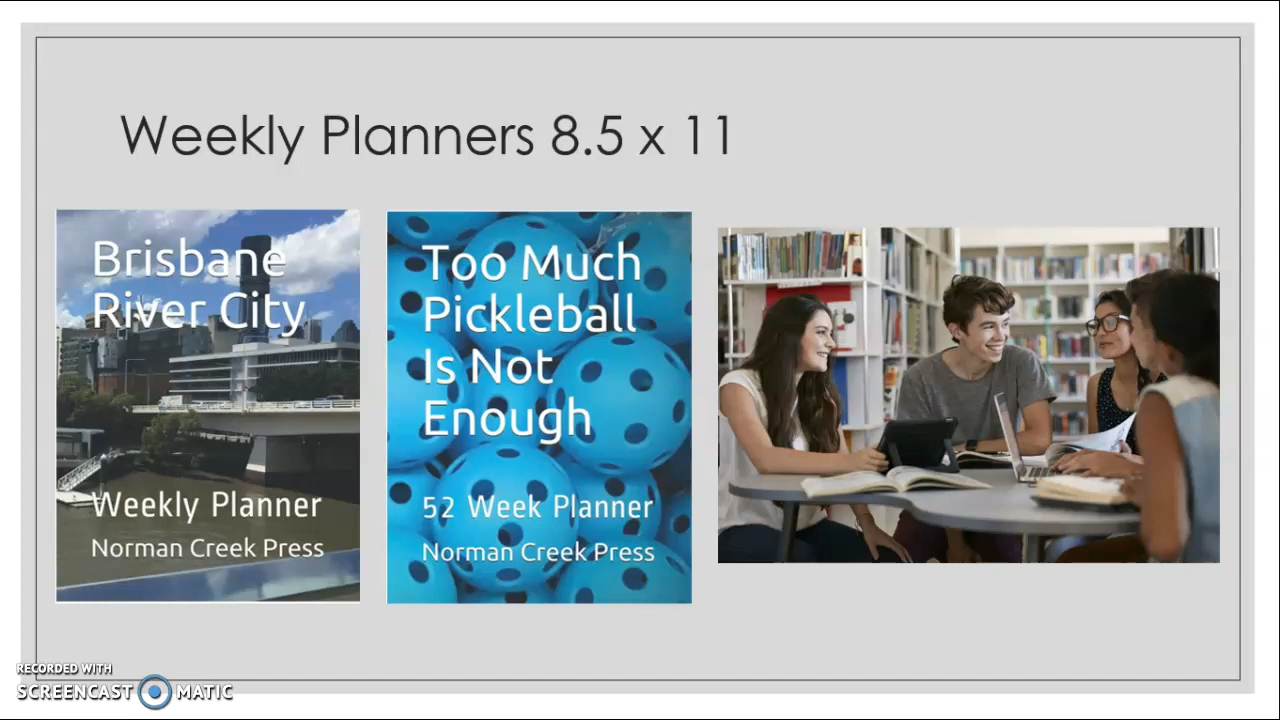 Weekly Planners 8.5 x 11
Brisbane
River City
Weekly Planner
Norman Creek Press
Too Much
Pickleball
Is Not
Enough
52 Week Planner
Norman Creek Press
RECORDED WITH
SCREENCAST MATIC